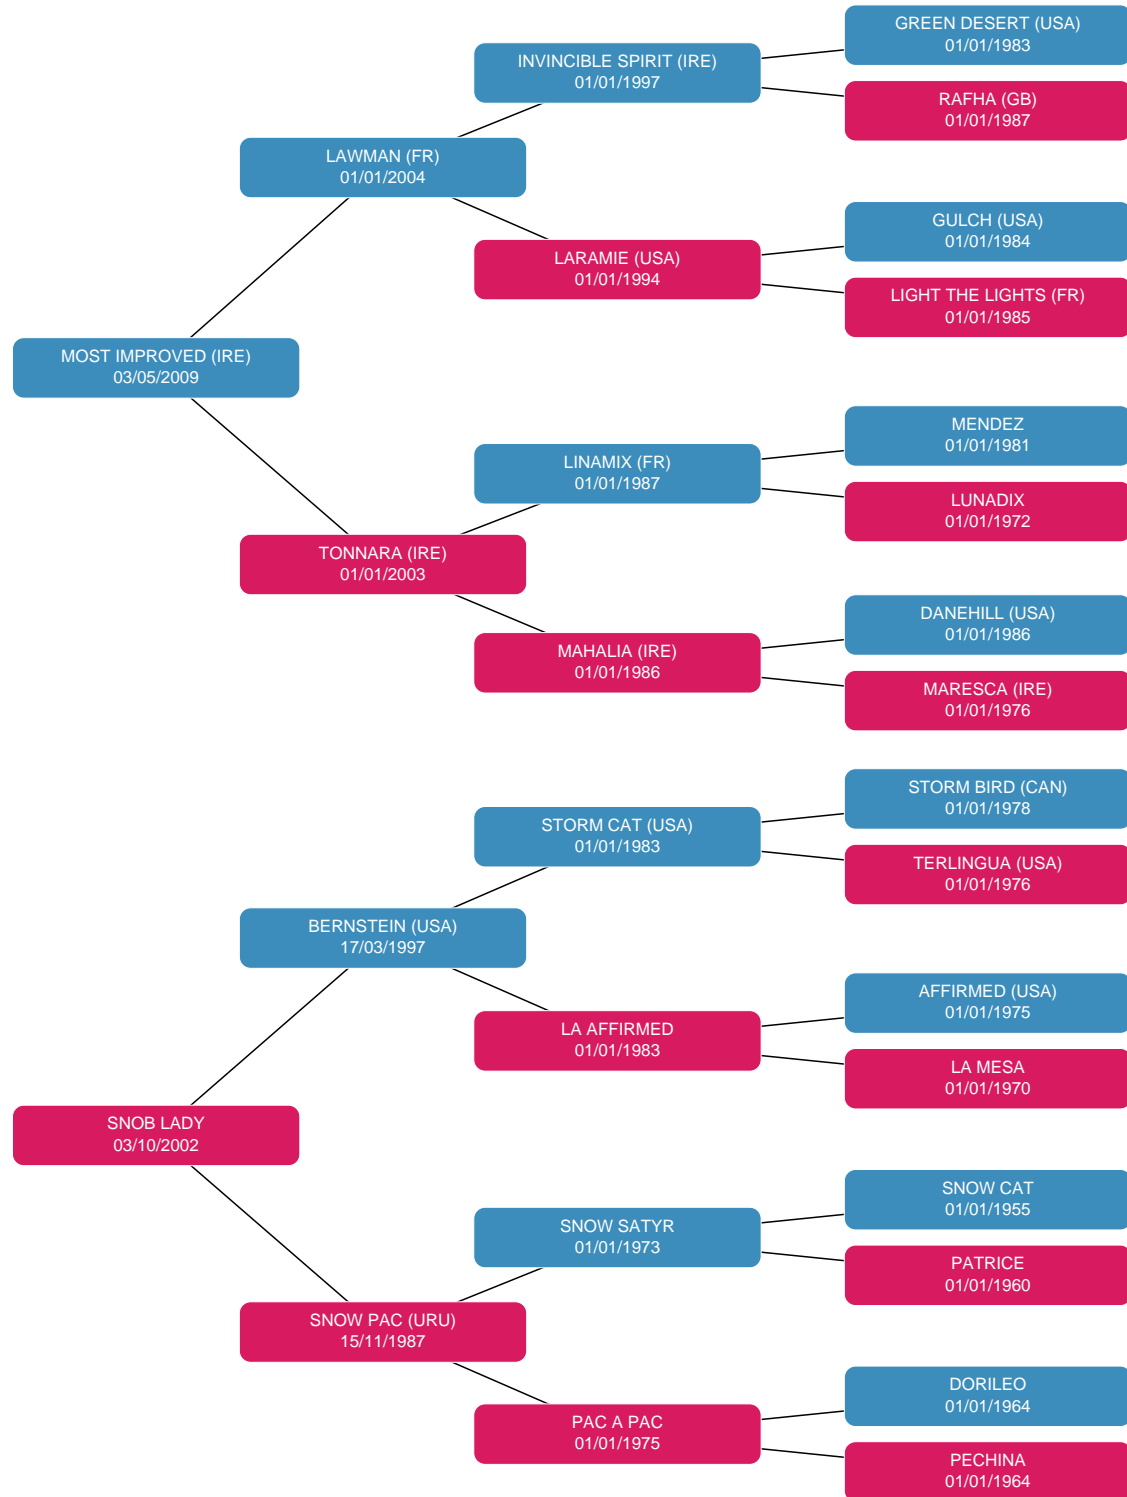 GREEN DESERT (USA)
01/01/1983
INVINCIBLE SPIRIT (IRE)
01/01/1997
RAFHA (GB)
01/01/1987
LAWMAN (FR)
01/01/2004
GULCH (USA)
01/01/1984
LARAMIE (USA)
01/01/1994
LIGHT THE LIGHTS (FR)
01/01/1985
MOST IMPROVED (IRE)
03/05/2009
MENDEZ
01/01/1981
LINAMIX (FR)
01/01/1987
LUNADIX
01/01/1972
TONNARA (IRE)
01/01/2003
DANEHILL (USA)
01/01/1986
MAHALIA (IRE)
01/01/1986
MARESCA (IRE)
01/01/1976
STORM BIRD (CAN)
01/01/1978
STORM CAT (USA)
01/01/1983
TERLINGUA (USA)
01/01/1976
BERNSTEIN (USA)
17/03/1997
AFFIRMED (USA)
01/01/1975
LA AFFIRMED
01/01/1983
LA MESA
01/01/1970
SNOB LADY
03/10/2002
SNOW CAT
01/01/1955
SNOW SATYR
01/01/1973
PATRICE
01/01/1960
SNOW PAC (URU)
15/11/1987
DORILEO
01/01/1964
PAC A PAC
01/01/1975
PECHINA
01/01/1964